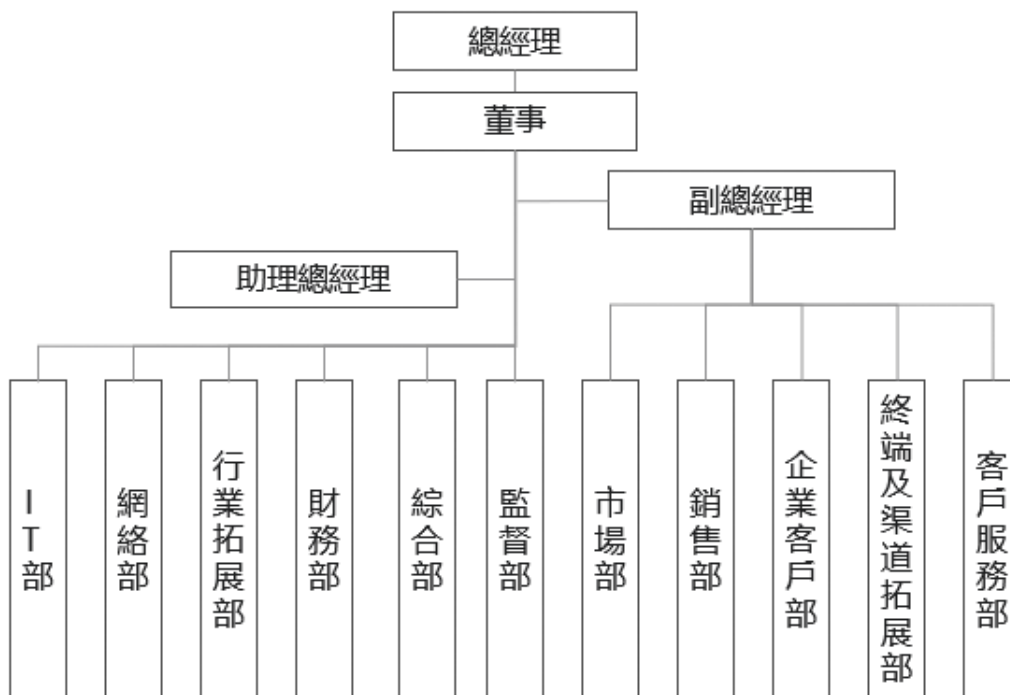 總經理
董事
副總經理
助理總經理
IT部
網絡部
行業拓展部
財務部
綜合部
監督部
市場部
銷售部
企業客戶部
終端及渠道拓展部
客戶服務部